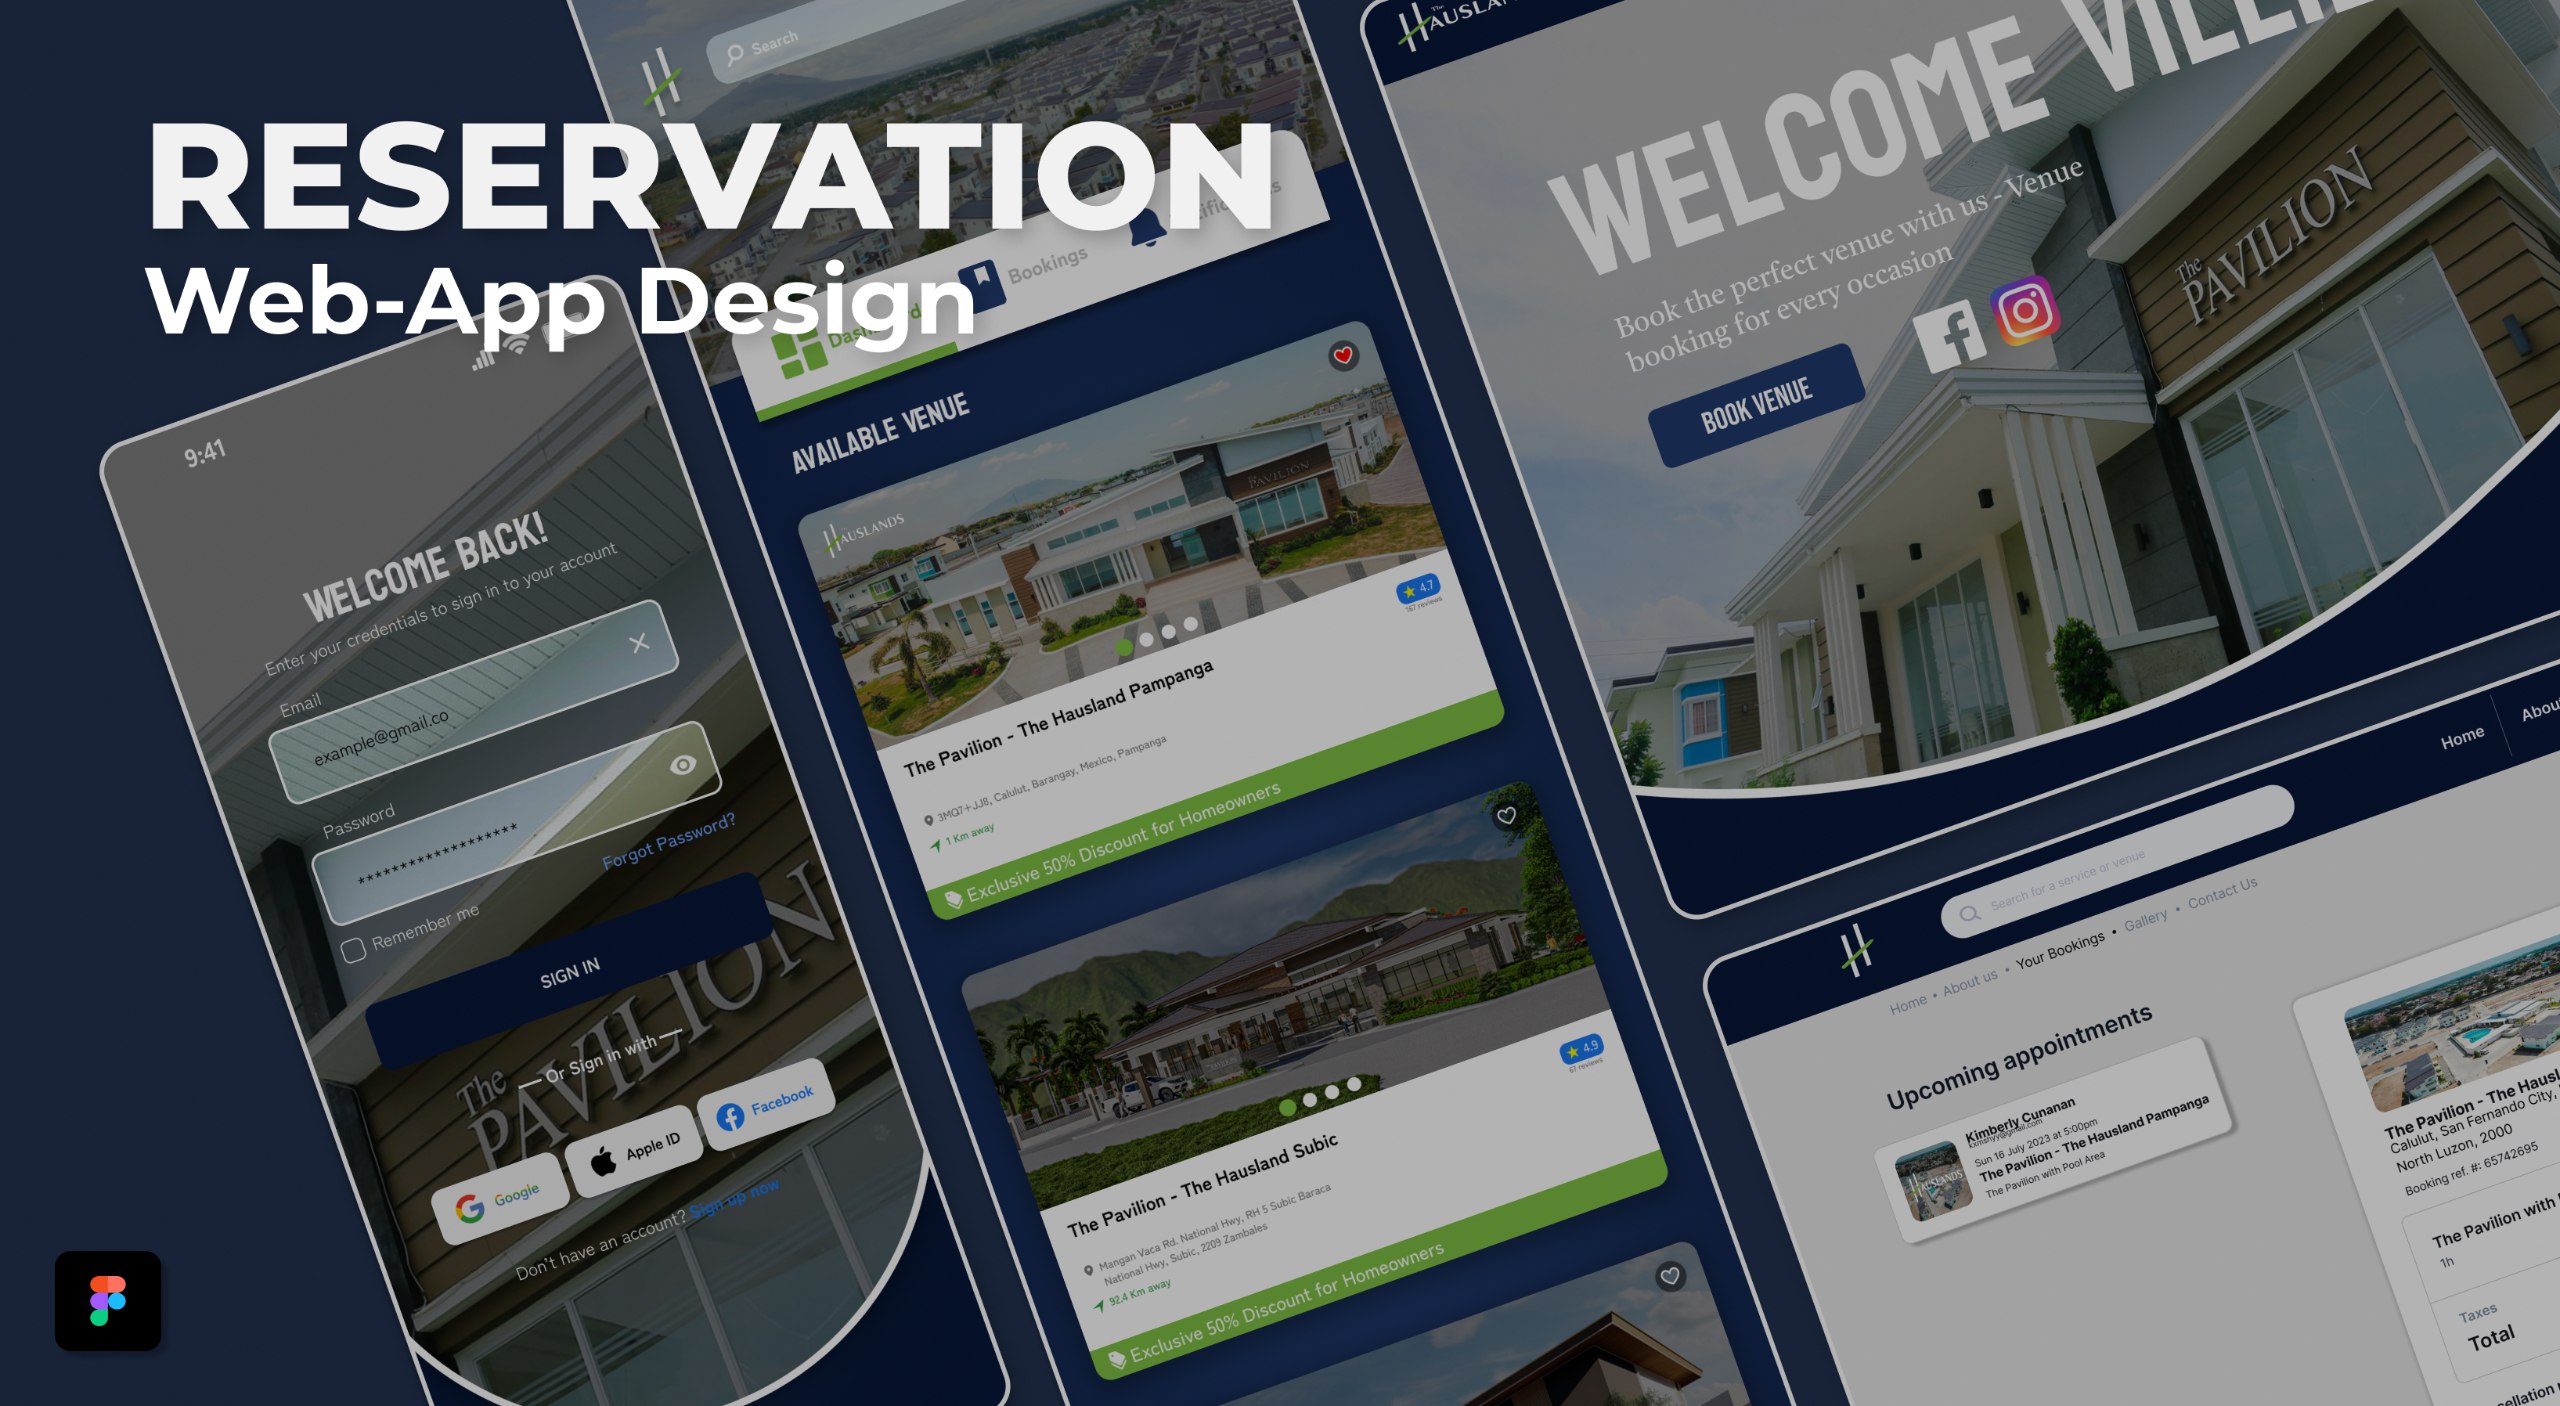 RESERVATION
Web-App Design
9:41
WELCOME BACK!
Enter your credentials to sign in to your account
Email
example@gmail.co
Password
******************
Forgot Password?
Remember me
SIGN IN
Or Sign in with
Google
Apple ID
Facebook
Don't have an account? Sign up now
The
PAVILION
Search
Bookings
AVAILABLE VENUE
The
HAUSLANDS
The
PAVILION
4.7
167 reviews
The Pavilion - The Hausland Pampanga
3MQ7+JJ8, Calulut, Barangay, Mexico, Pampanga
1 Km away
Exclusive 50% Discount for Homeowners
4.9
67 reviews
The Pavilion - The Hausland Subic
Mangan Vaca Rd. National Hwy, RH 5 Subic Baraca
National Hwy, Subic, 2209 Zambales
92.4 Km away
Exclusive 50% Discount for Homeowners
The
WELCOME
Book the perfect venue with us - Venue
booking for every occasion
BOOK VENUE
The
PAVILION
Home
Search for a service or venue
Home • About us • Your Bookings • Gallery • Contact Us
Upcoming appointments
Kimberly Cunanan
Sun 16 July 2023 at 5:00pm
The Pavilion - The Hausland Pampanga
The Pavilion with Pool Area
HAUSLANDS
The Pavilion - The
Calulut, San Fernando City,
North Luzon, 2000
Booking ref. #: 65742695
The Pavilion with
1h
Taxes
Total